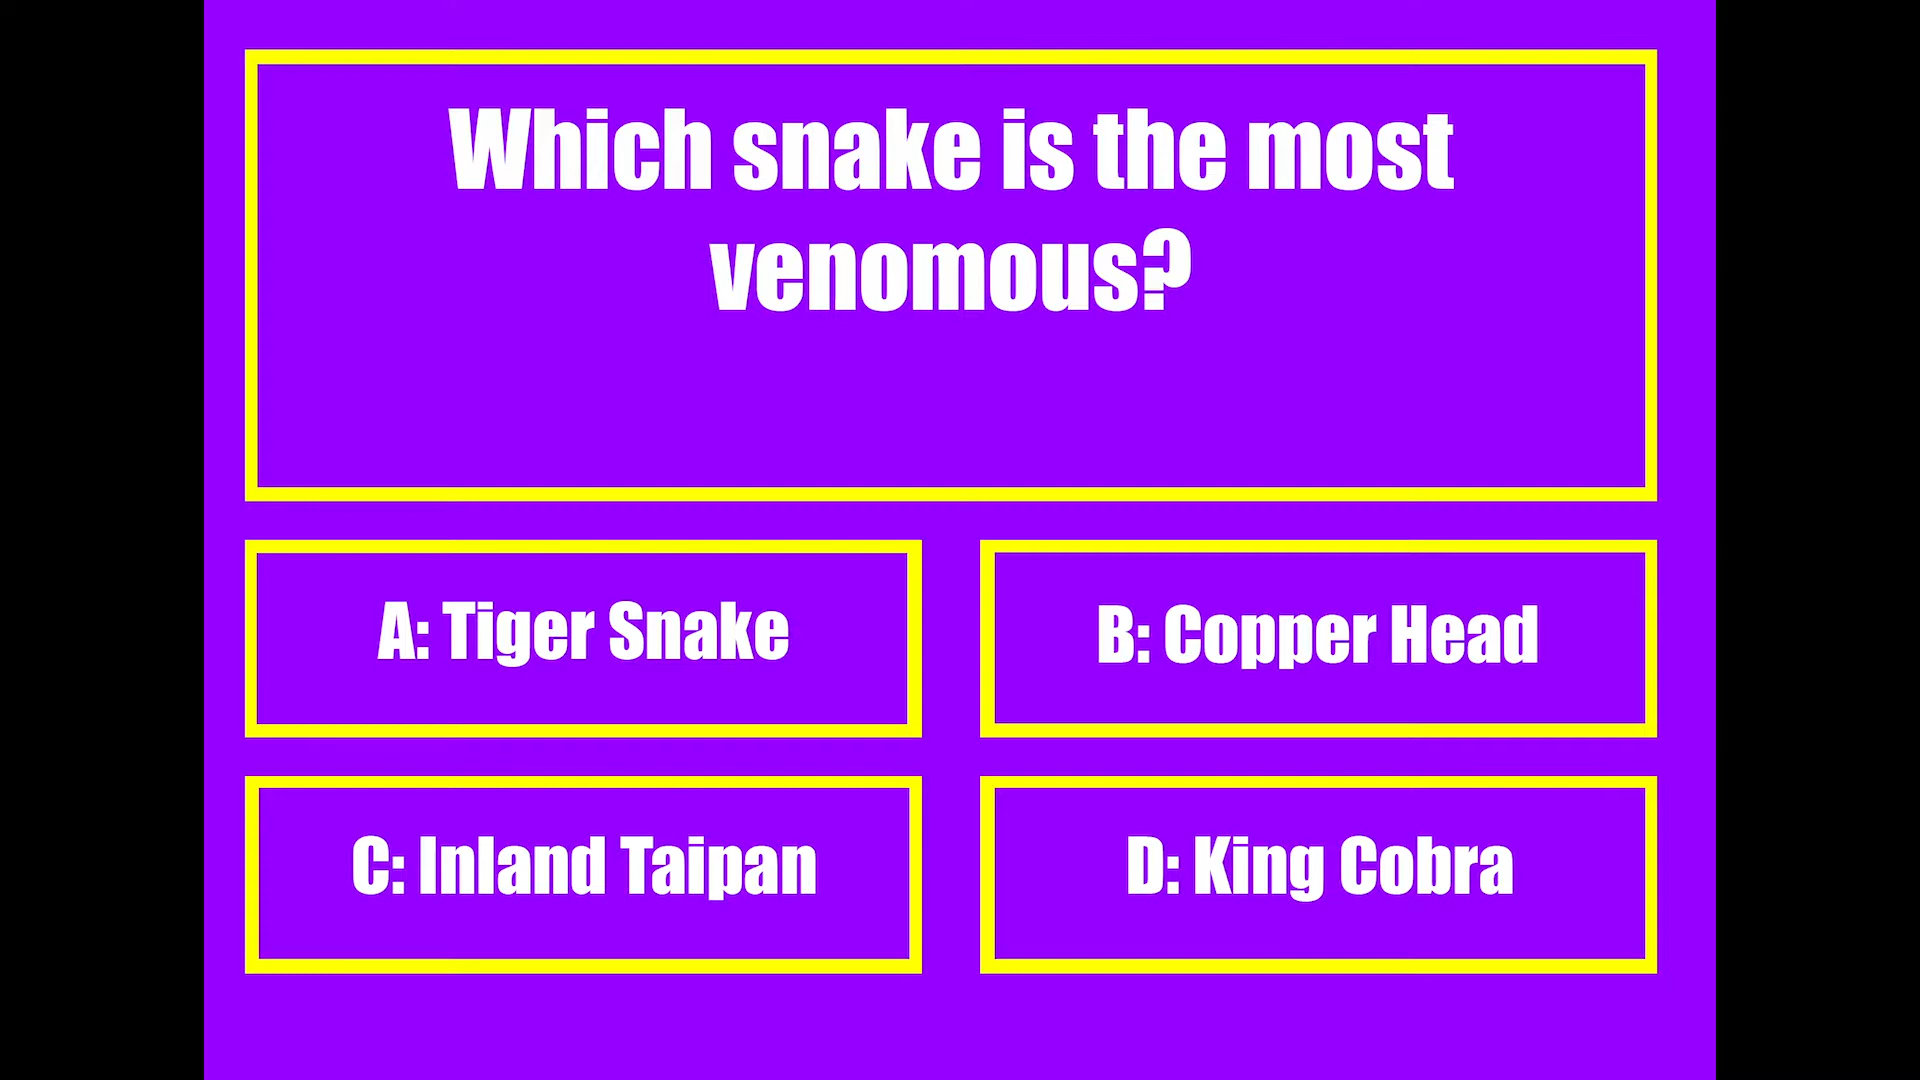 Which snake is the most
venomous?
A: Tiger Snake
B: Copper Head
C: Inland Taipan
D: King Cobra